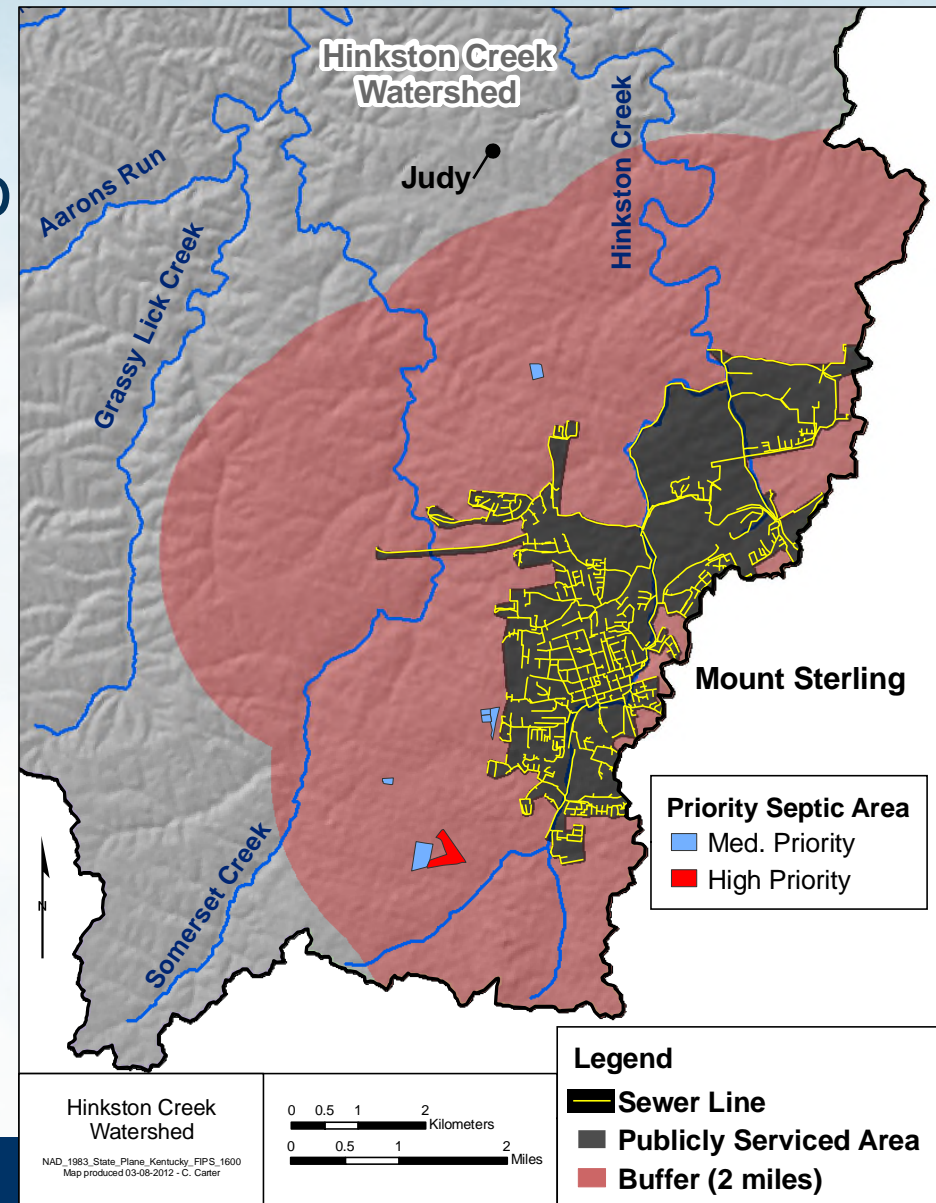 Hinkston Creek
Watershed
Hinkston Creek
Judy
Aarons Run
Grassy Lick Creek
Mount Sterling
Somerset Creek
N
Priority Septic Area
Med. Priority
High Priority
Legend
Sewer Line
Publicly Serviced Area
Buffer (2 miles)
Hinkston Creek
Watershed
NAD_1983_State_Plane_Kentucky_FIPS_1600
Map produced 03-08-2012 - C. Carter
0 0.5 1 2
Kilometers
0 0.5 1 2
Miles